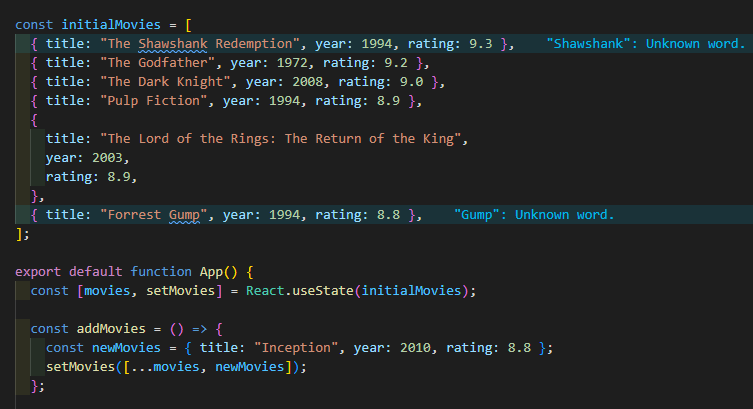 const initialMovies = [
{ title: "The Shawshank Redemption", year: 1994, rating: 9.3 },    "Shawshank": Unknown word.
{ title: "The Godfather", year: 1972, rating: 9.2 },
{ title: "The Dark Knight", year: 2008, rating: 9.0 },
{ title: "Pulp Fiction", year: 1994, rating: 8.9 },
{
title: "The Lord of the Rings: The Return of the King",
year: 2003,
rating: 8.9,
},
{ title: "Forrest Gump", year: 1994, rating: 8.8 },    "Gump": Unknown word.
];
export default function App() {
const [movies, setMovies] = React.useState(initialMovies);
const addMovies = () => {
const newMovies = { title: "Inception", year: 2010, rating: 8.8 };
setMovies([...movies, newMovies]);
};